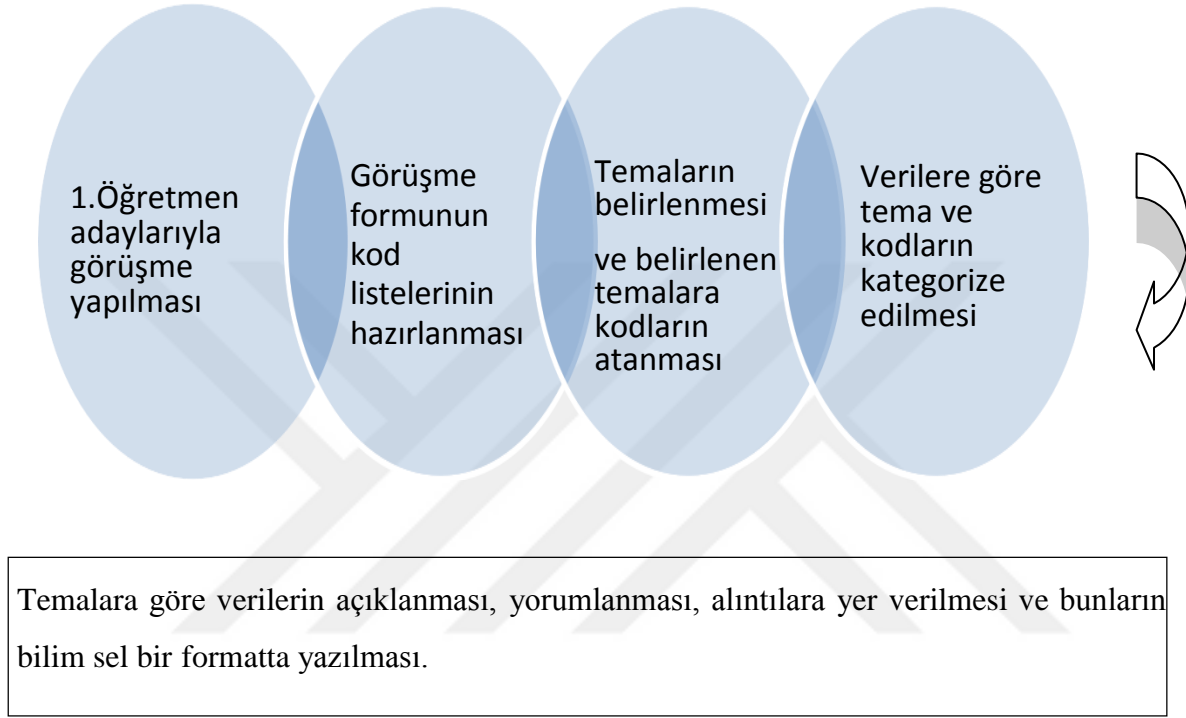 1.Öğretmen
adaylarıyla
görüşme
yapılması
Görüşme
formunun
kod
listelerinin
hazırlanması
Temaların
belirlenmesi
ve belirlenen
temalara
kodların
atanması
Verilere göre
tema ve
kodların
kategorize
edilmesi
Temalara göre verilerin açıklanması, yorumlanması, alıntılara yer verilmesi ve bunların
bilim sel bir formatta yazılması.